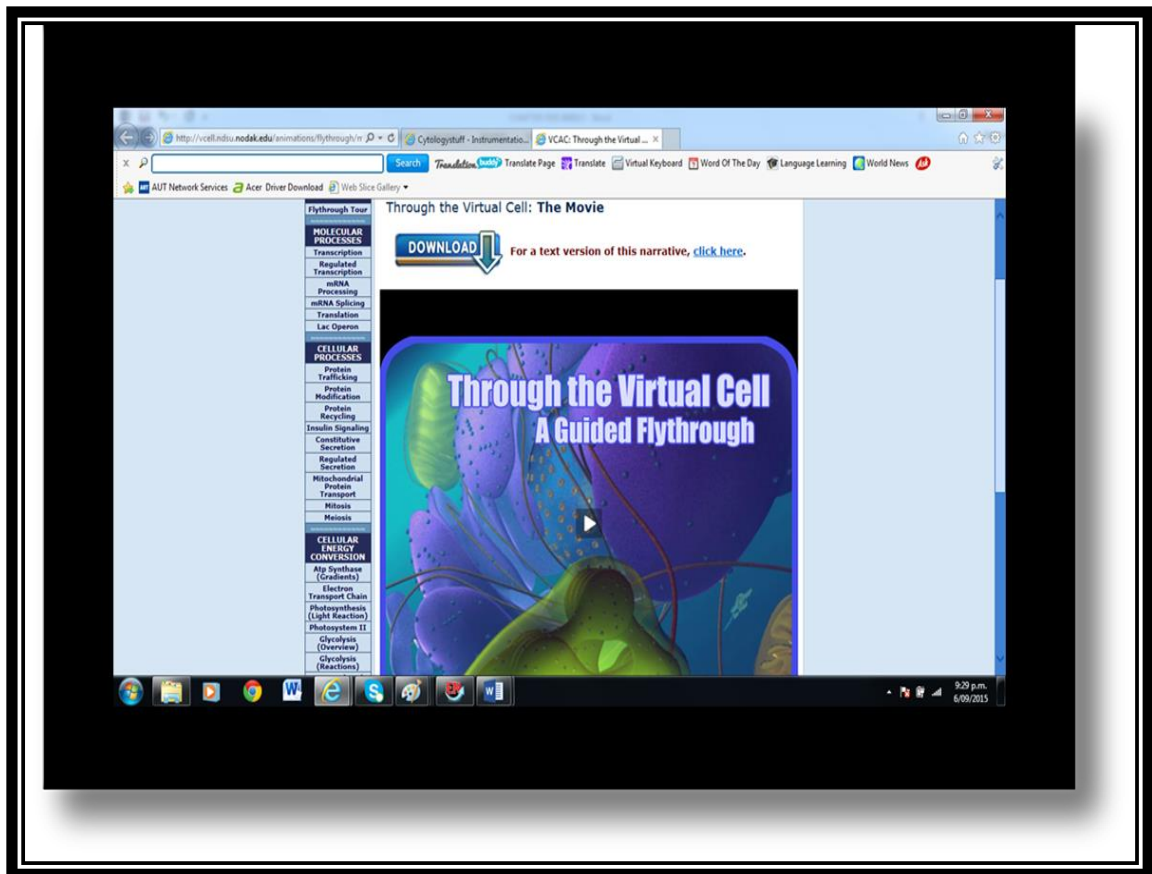 http://vcell.ndsu.nodak.edu/animations/flythrough/m
Cytologystuff - Instrumentatio...
VCAC: Through the Virtual ...
Search
Translation buddy
Translate Page
Translate
Virtual Keyboard
Word Of The Day
Language Learning
World News
Ask
AUT Network Services
Acer Driver Download
Web Slice Gallery
Flythrough Tour
MOLECULAR
PROCESSES
Transcription
Regulated
Transcription
mRNA
Processing
mRNA Splicing
Translation
Lac Operon
CELLULAR
PROCESSES
Protein
Trafficking
Protein
Modification
Protein
Recycling
Insulin Signaling
Constitutive
Secretion
Regulated
Secretion
Mitochondrial
Protein
Transport
Mitosis
Meiosis
CELLULAR
ENERGY
CONVERSION
Atp Synthase
(Gradients)
Electron
Transport Chain
Photosynthesis
(Light Reaction)
Photosystem II
Glycolysis
(Overview)
Glycolysis
(Reactions)
Through the Virtual Cell: The Movie
DOWNLOAD
For a text version of this narrative, click here.
Through the Virtual Cell
A Guided Flythrough
9:29 p.m.
6/09/2015